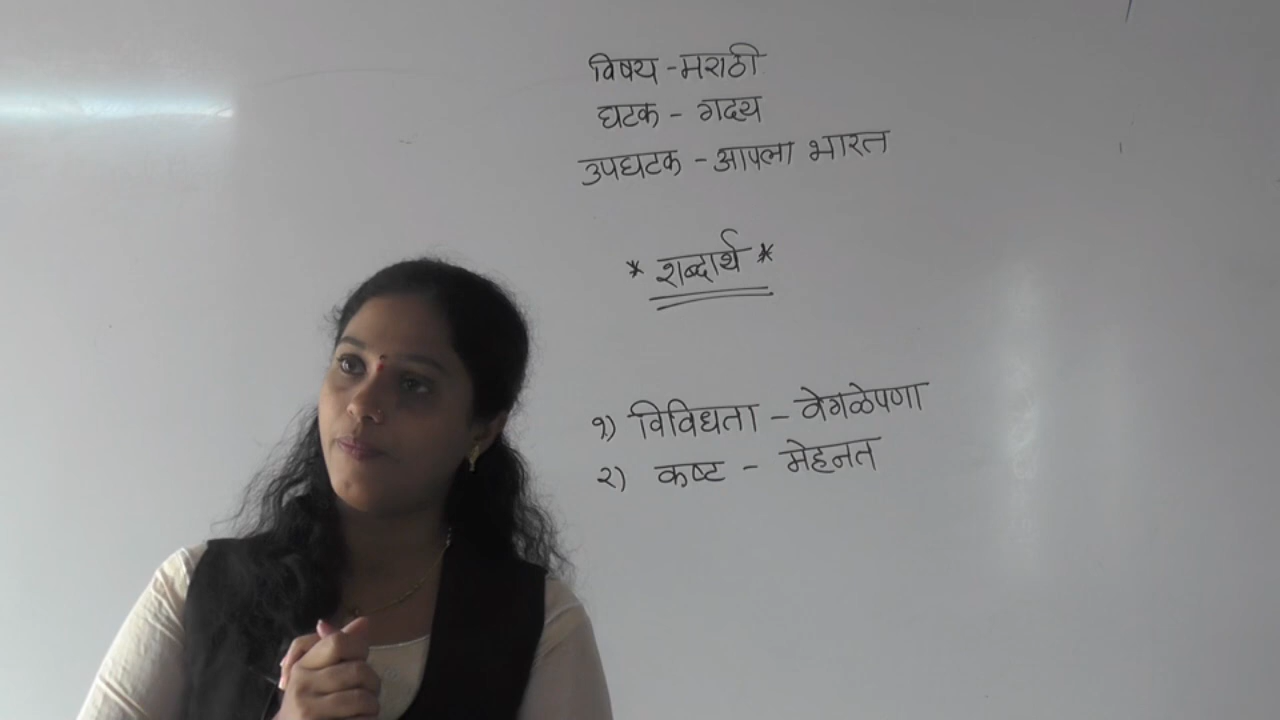 विषय - मराठी
घटक - गद्य
उपघटक - आपला भारत
* शब्दार्थ *
१) विविधता - वेगळेपणा
२) कष्ट - मेहनत